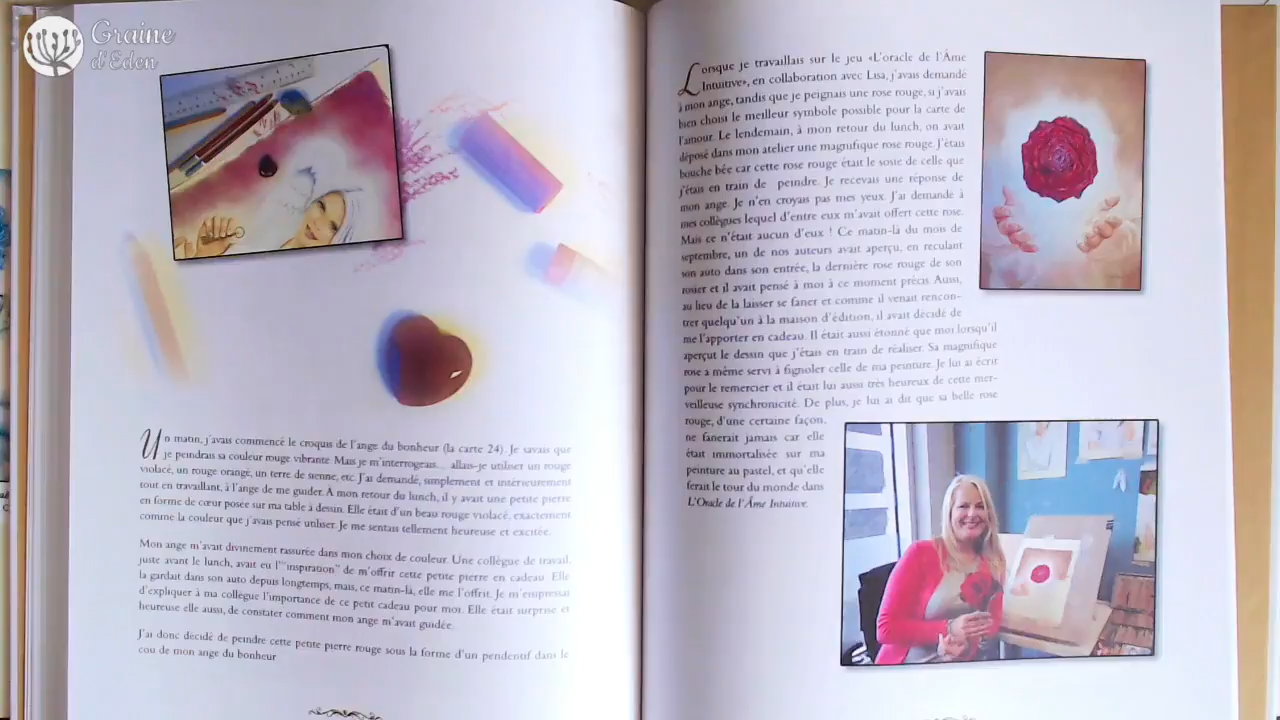 Graine
d'Eden
Un matin, j'avais commencé le croquis de l'ange du bonheur (la carte 24). Je savais que
je peindrais sa couleur rouge vibrante. Mais je m'interrogeais... allais-je utiliser un rouge
violacé, un rouge orangé, un terre de sienne, etc. J'ai demandé, simplement et intérieurement
tout en travaillant, à l'ange de me guider. À mon retour du lunch, il y avait une petite pierre
en forme de cœur posée sur ma table à dessin. Elle était d'un beau rouge violacé, exactement
comme la couleur que j'avais pensé utiliser. Je me sentais tellement heureuse et excitée.
Mon ange m'avait divinement rassurée dans mon choix de couleur. Une collègue de travail,
juste avant le lunch, avait eu l'"inspiration" de m'offrir cette petite pierre en cadeau. Elle
la gardait dans son auto depuis longtemps, mais, ce matin-là, elle me l'offrit. Je m'empressai
d'expliquer à ma collègue l'importance de ce petit cadeau pour moi. Elle était surprise et
heureuse elle aussi, de constater comment mon ange m'avait guidée.
J'ai donc décidé de peindre cette petite pierre rouge sous la forme d'un pendentif dans le
cou de mon ange du bonheur
Lorsque je travaillais sur le jeu «L'oracle de l'Âme
Intuitive», en collaboration avec Lisa, j'avais demandé
à mon ange, tandis que je peignais une rose rouge, si j'avais
bien choisi le meilleur symbole possible pour la carte de
l'amour. Le lendemain, à mon retour du lunch, on avait
déposé dans mon atelier une magnifique rose rouge. J'étais
bouche bée car cette rose rouge était le sosie de celle que
j'étais en train de peindre. Je recevais une réponse de
mon ange. Je n'en croyais pas mes yeux. J'ai demandé à
mes collègues lequel d'entre eux m'avait offert cette rose.
Mais ce n'était aucun d'eux ! Ce matin-là du mois de
septembre, un de nos auteurs avait aperçu, en reculant
son auto dans son entrée, la dernière rose rouge de son
rosier et il avait pensé à moi à ce moment précis. Aussi,
au lieu de la laisser se faner et comme il venait rencon-
trer quelqu'un à la maison d'édition, il avait décidé de
me l'apporter en cadeau. Il était aussi étonné que moi lorsqu'il
aperçut le dessin que j'étais en train de réaliser. Sa magnifique
rose a même servi à fignoler celle de ma peinture. Je lui ai écrit
pour le remercier et il était lui aussi très heureux de cette mer-
veilleuse synchronicité. De plus, je lui ai dit que sa belle rose
rouge, d'une certaine façon,
ne fanerait jamais car elle
était immortalisée sur ma
peinture au pastel, et qu'elle
ferait le tour du monde dans
L'Oracle de l'Âme Intuitive.